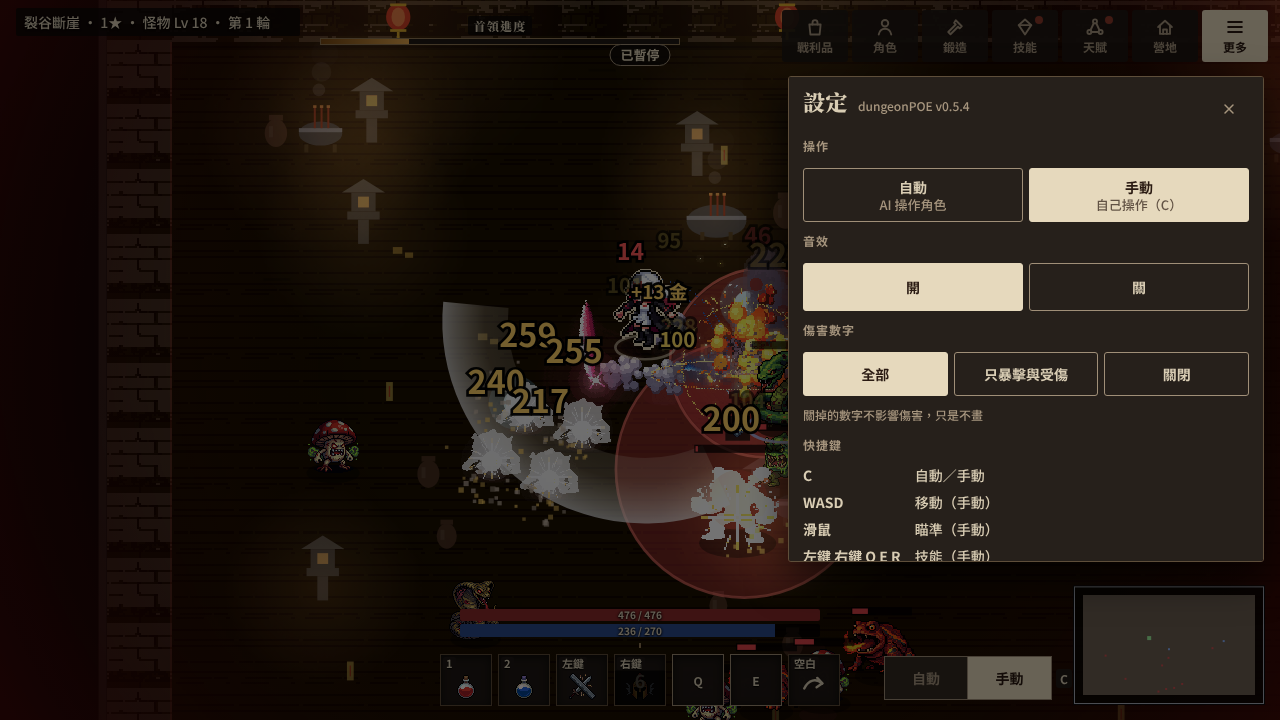 裂谷斷崖 · 1★ · 怪物 Lv 18 · 第 1 輪
首領進度
已暫停
戰利品
角色
鍛造
技能
天賦
營地
更多
設定 dungeonPOE v0.5.4
×
操作
自動
AI 操作角色
手動
自己操作（C）
音效
開
關
傷害數字
全部
只暴擊與受傷
關閉
關掉的數字不影響傷害，只是不畫
快捷鍵
C 自動／手動
WASD 移動（手動）
滑鼠 瞄準（手動）
左鍵 右鍵 Q E R 技能（手動）
14
95
46
+13 金
100
259
255
240
217
200
476 / 476
236 / 270
1
2
左鍵
右鍵
6
Q
E
空白
自動
手動
C